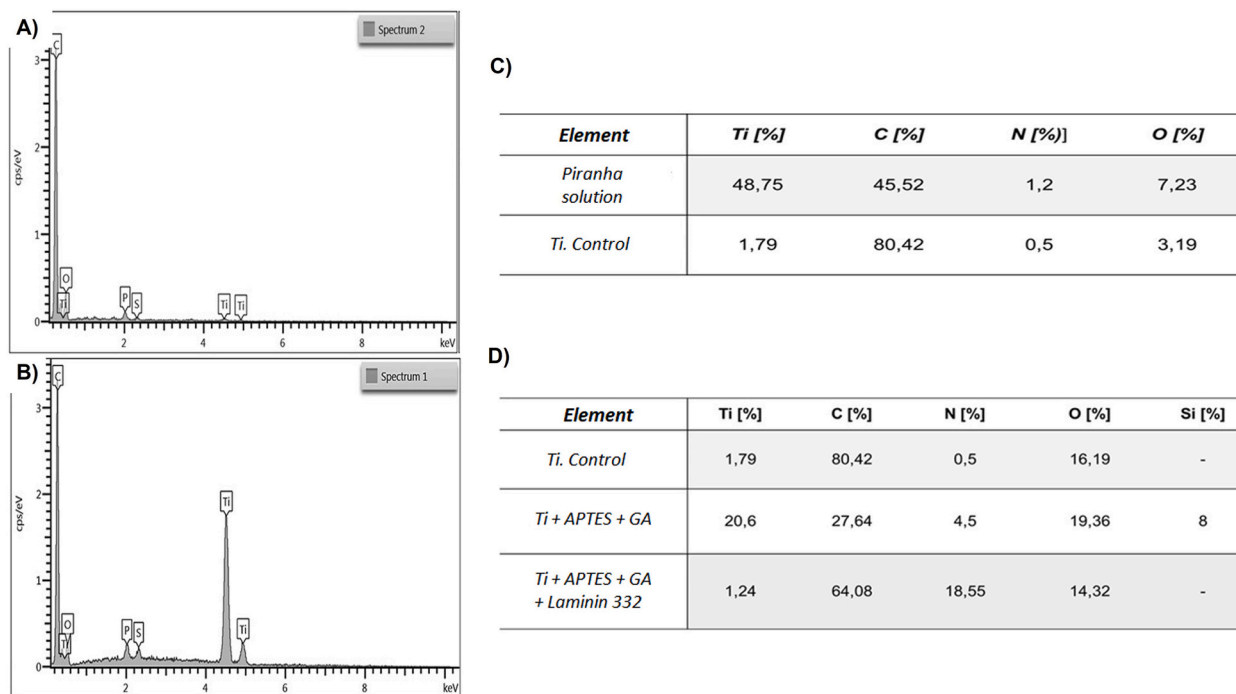 A)
Spectrum 2
C
3
2
cps/eV
1
O
Ti
P
S
Ti
Ti
0
2
4
6
8
keV
B)
Spectrum 1
C
3
Ti
2
cps/eV
1
O
Ti
P
S
Ti
0
2
4
6
8
keV
C)
Element Ti [%] C [%] N [%)] O [%]
Piranha
solution
48,75 45,52 1,2 7,23
Ti. Control 1,79 80,42 0,5 3,19
D)
Element Ti [%] C [%] N [%] O [%] Si [%]
Ti. Control 1,79 80,42 0,5 16,19 -
Ti + APTES + GA 20,6 27,64 4,5 19,36 8
Ti + APTES + GA
+ Laminin 332
1,24 64,08 18,55 14,32 -